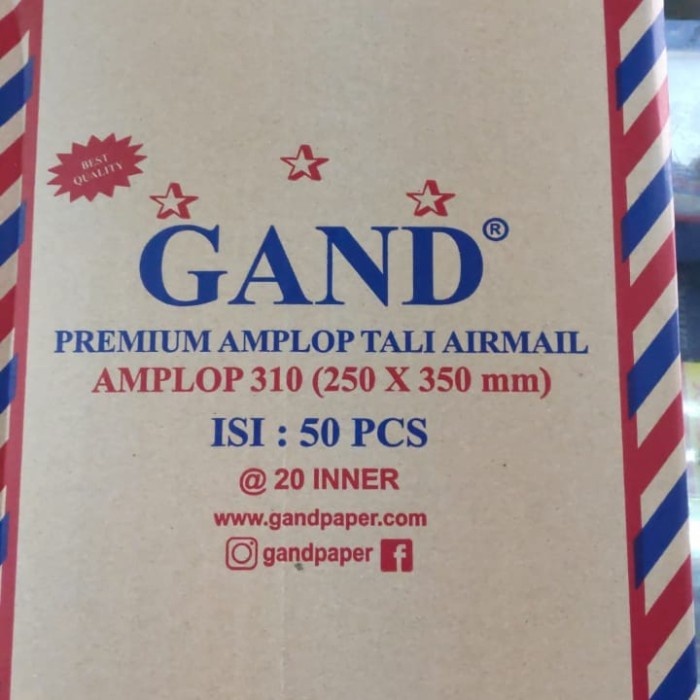 BEST
QUALITY
GAND®
PREMIUM AMPLOP TALI AIRMAIL
AMPLOP 310 (250 X 350 mm)
ISI : 50 PCS
@ 20 INNER
www.gandpaper.com
gandpaper